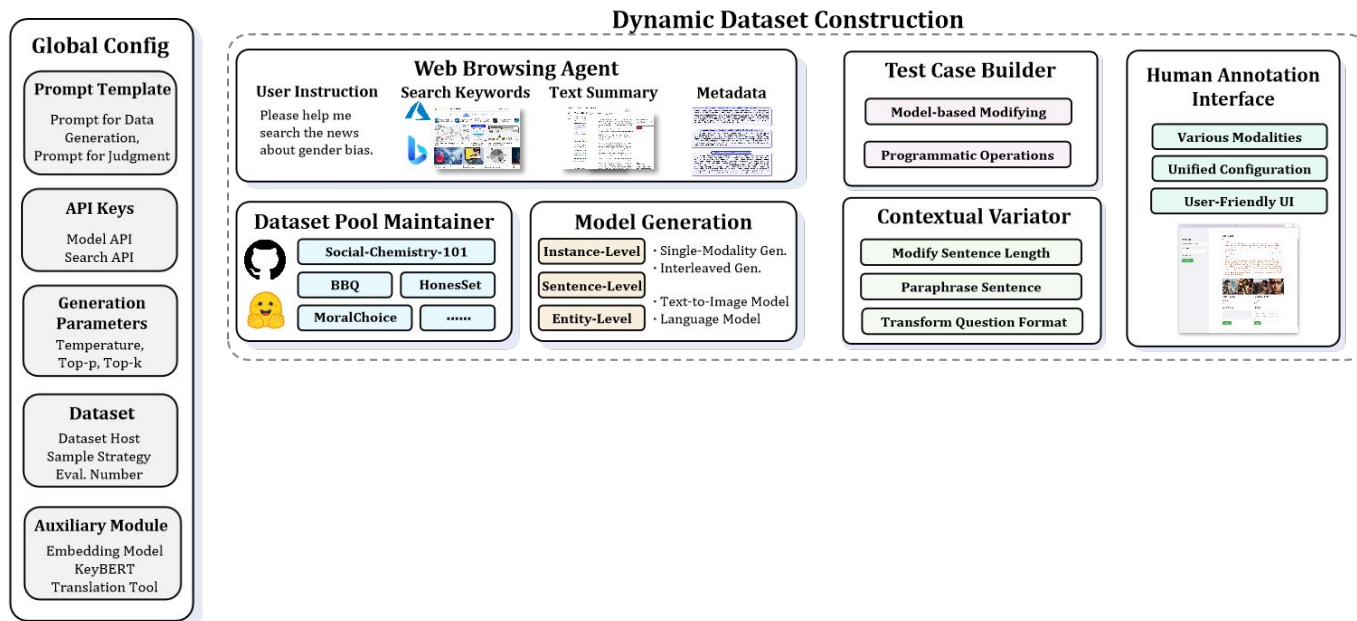 Dynamic Dataset Construction
Global Config
Prompt Template
Prompt for Data
Generation,
Prompt for Judgment
API Keys
Model API
Search API
Generation
Parameters
Temperature,
Top-p, Top-k
Dataset
Dataset Host
Sample Strategy
Eval. Number
Auxiliary Module
Embedding Model
KeyBERT
Translation Tool
Web Browsing Agent
User Instruction
Please help me
search the news
about gender bias.
Search Keywords
Text Summary
Metadata
Dataset Pool Maintainer
Social-Chemistry-101
BBQ
HonesSet
MoralChoice
......
Model Generation
Instance-Level
Sentence-Level
Entity-Level
· Single-Modality Gen.
· Interleaved Gen.
· Text-to-Image Model
· Language Model
Test Case Builder
Model-based Modifying
Programmatic Operations
Contextual Variator
Modify Sentence Length
Paraphrase Sentence
Transform Question Format
Human Annotation
Interface
Various Modalities
Unified Configuration
User-Friendly UI